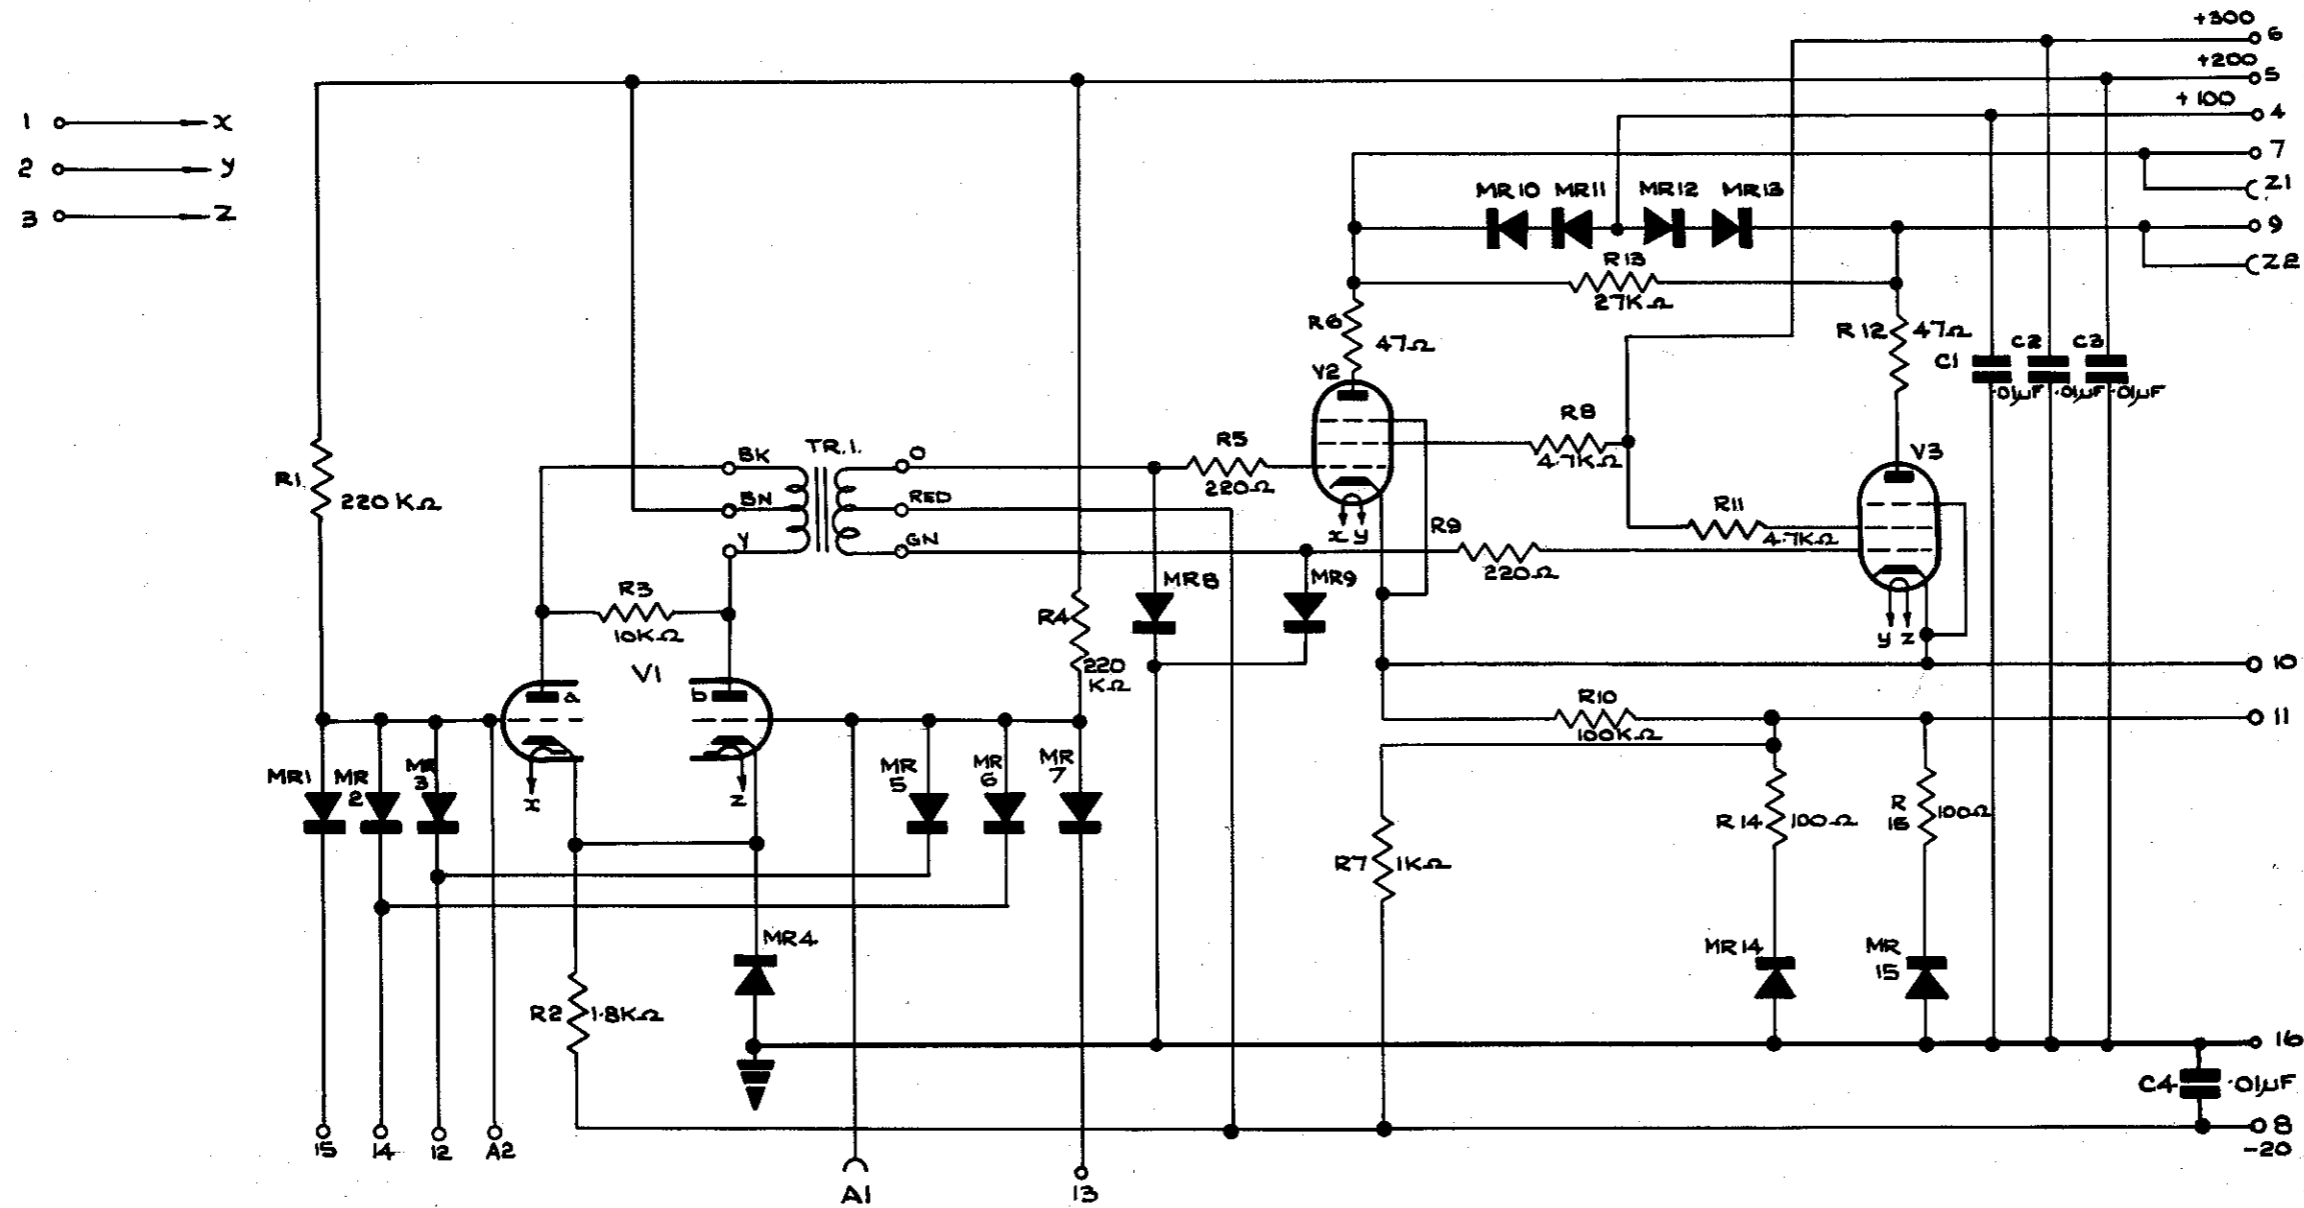 +300
6
+200
5
+100
4
7
Z1
9
Z2
1 x
2 y
3 z
MR10 MR11 MR12 MR13
R13
27KΩ
R6
47Ω
R12 47Ω
C1 C2 C3
·01μF ·01μF ·01μF
V2
x y
R8
4.7KΩ
V3
y z
R11
4.7KΩ
R1
220 KΩ
BK
BN
Y
TR.1.
O
RED
GN
R5
220Ω
R9
220Ω
MR8
MR9
R3
10KΩ
R4
220
KΩ
V1
a
b
x
z
10
R10
100KΩ
11
MR1
MR
2
MR
3
MR
5
MR
6
MR
7
R7 1KΩ
R14 100Ω
R
16 100Ω
MR4
R2 1·8KΩ
MR14
MR
15
16
C4 ·01μF
8
-20
15 14 12 A2
A1
13